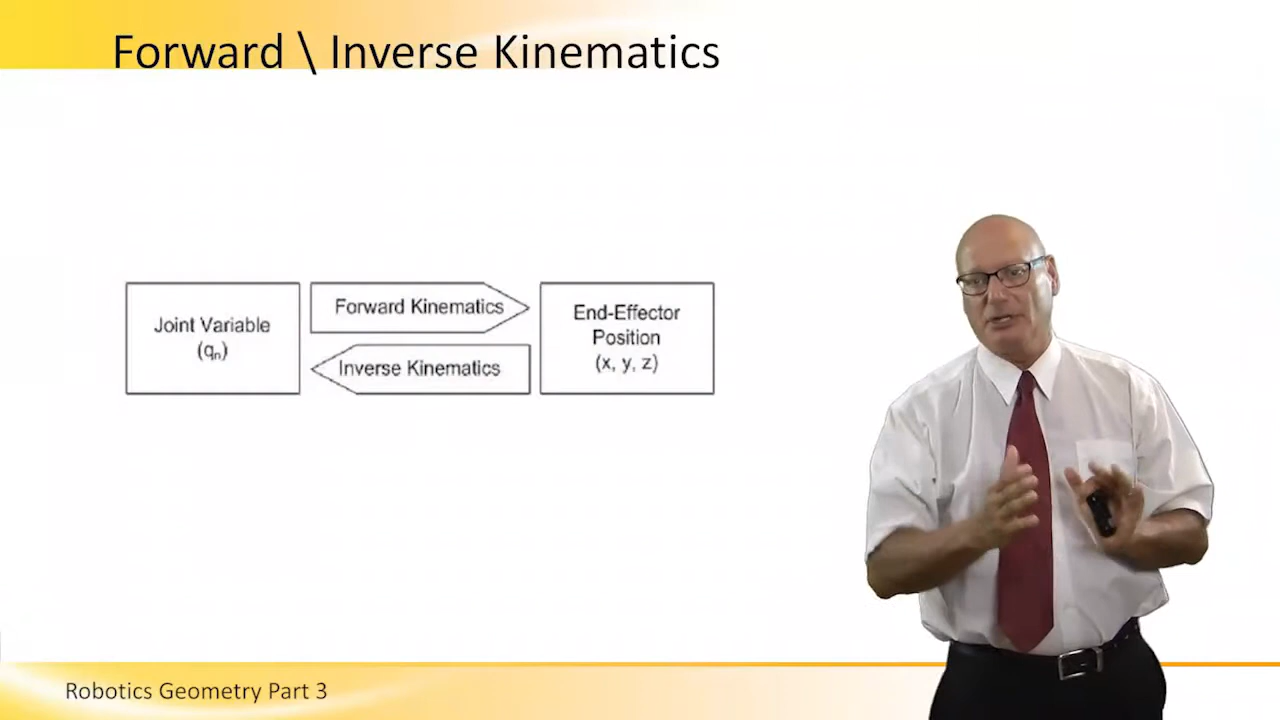 Forward \ Inverse Kinematics
Joint Variable
(qₙ)
Forward Kinematics
Inverse Kinematics
End-Effector
Position
(x, y, z)
Robotics Geometry Part 3